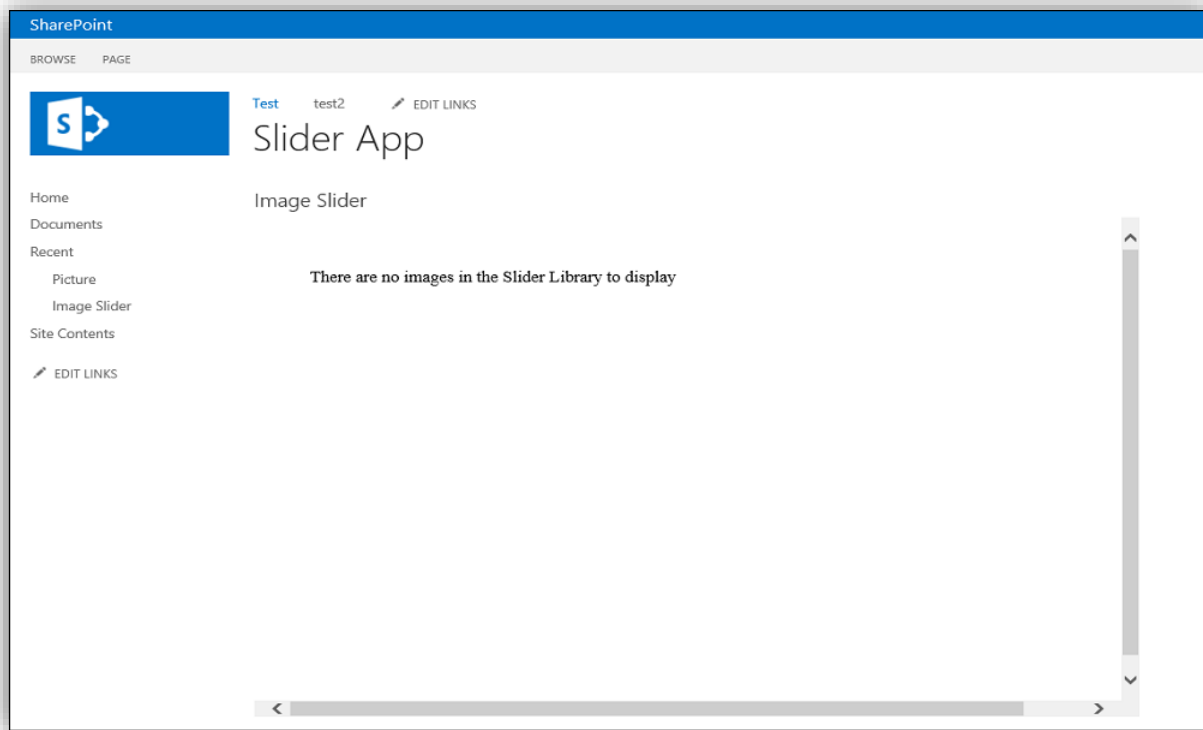 SharePoint
BROWSE PAGE
S
Test test2 EDIT LINKS
Slider App
Home
Documents
Recent
Picture
Image Slider
Site Contents
EDIT LINKS
Image Slider
There are no images in the Slider Library to display